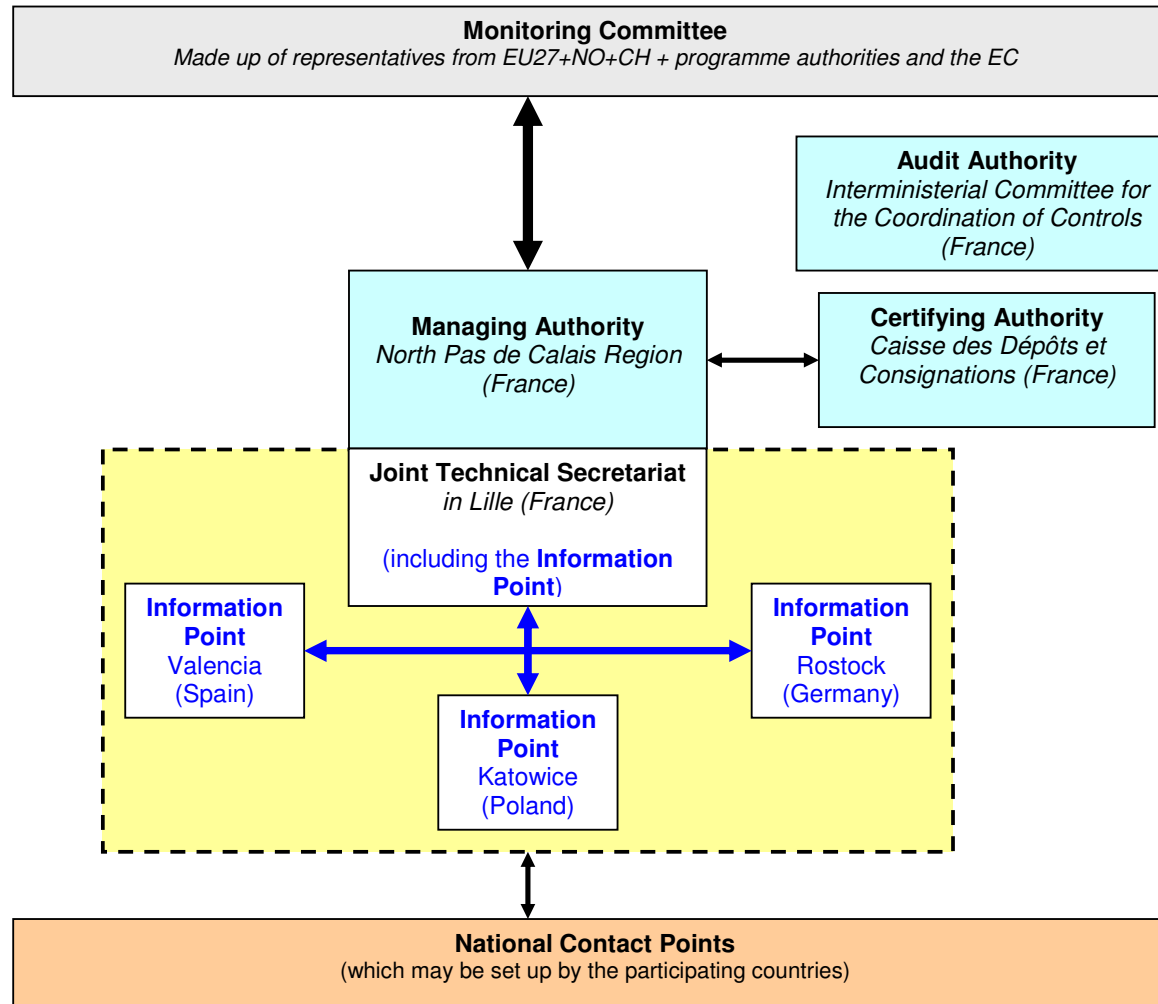 Monitoring Committee
Made up of representatives from EU27+NO+CH + programme authorities and the EC
Audit Authority
Interministerial Committee for
the Coordination of Controls
(France)
Managing Authority
North Pas de Calais Region
(France)
Certifying Authority
Caisse des Dépôts et
Consignations (France)
Joint Technical Secretariat
in Lille (France)
(including the Information
Point)
Information
Point
Valencia
(Spain)
Information
Point
Rostock
(Germany)
Information
Point
Katowice
(Poland)
National Contact Points
(which may be set up by the participating countries)